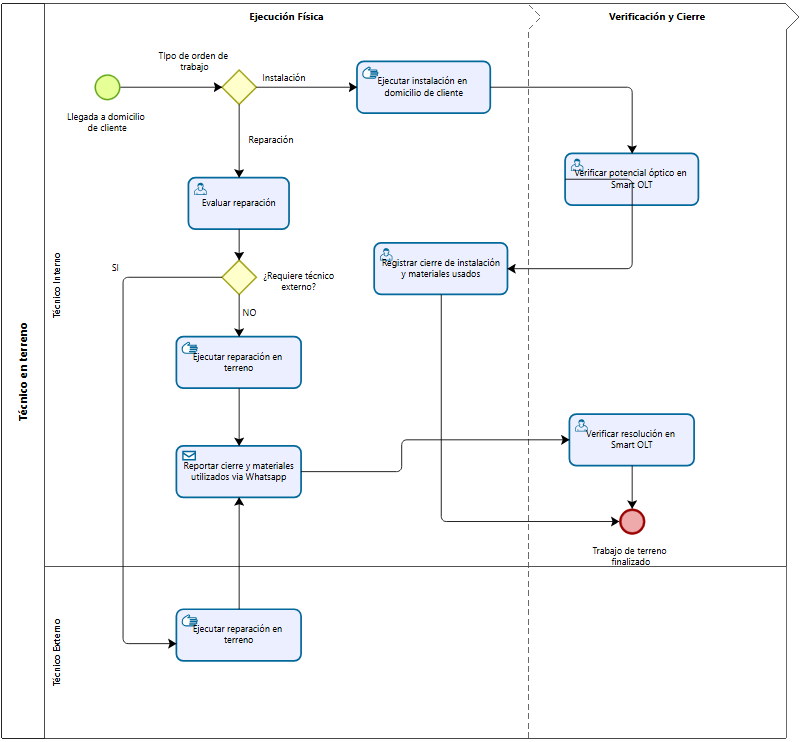 Ejecución Física
Verificación y Cierre
Técnico en terreno
Técnico Interno
TIpo de orden de
trabajo
Instalación
Ejecutar instalación en
domicilio de cliente
Llegada a domicilio
de cliente
Reparación
Verificar potencial óptico en
Smart OLT
Evaluar reparación
SI
¿Requiere técnico
externo?
Registrar cierre de instalación
y materiales usados
NO
Ejecutar reparación en
terreno
Verificar resolución en
Smart OLT
Reportar cierre y materiales
utilizados via Whatsapp
Trabajo de terreno
finalizado
Técnico Externo
Ejecutar reparación en
terreno